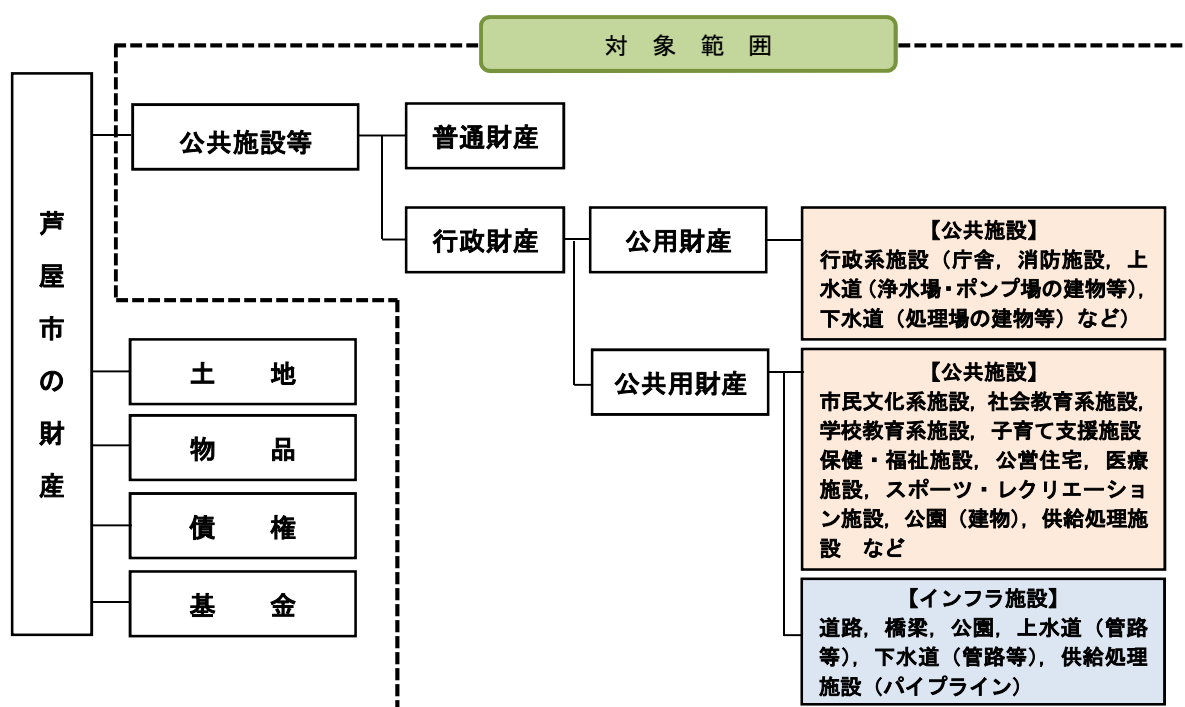 対　象　範　囲
芦屋市の財産
公共施設等
普通財産
行政財産
公用財産
【公共施設】
行政系施設（庁舎，消防施設，上
水道（浄水場・ポンプ場の建物等），
下水道（処理場の建物等）など）
公共用財産
【公共施設】
市民文化系施設，社会教育系施設，
学校教育系施設，子育て支援施設
保健・福祉施設，公営住宅，医療
施設，スポーツ・レクリエーショ
ン施設，公園（建物），供給処理施
設　など
【インフラ施設】
道路，橋梁，公園，上水道（管路
等），下水道（管路等），供給処理
施設（パイプライン）
土　地
物　品
債　権
基　金